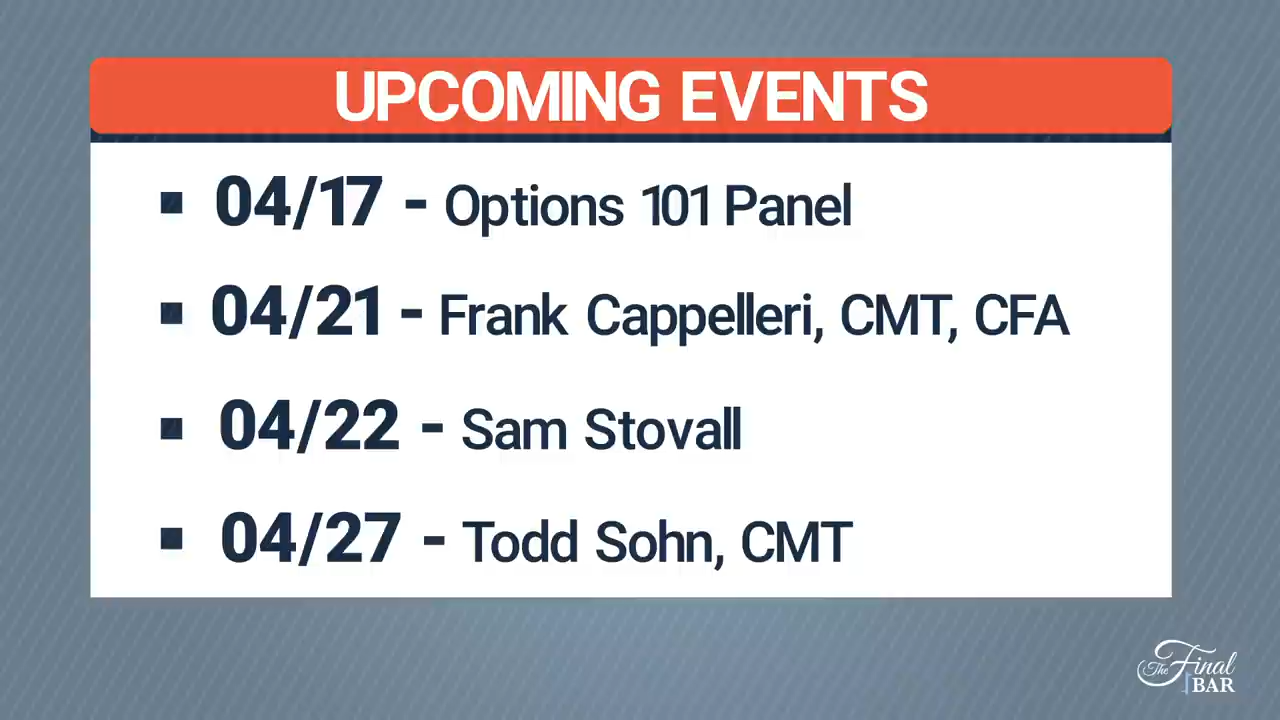 UPCOMING EVENTS
▪ 04/17 - Options 101 Panel
▪ 04/21 - Frank Cappelleri, CMT, CFA
▪ 04/22 - Sam Stovall
▪ 04/27 - Todd Sohn, CMT
The Final
BAR